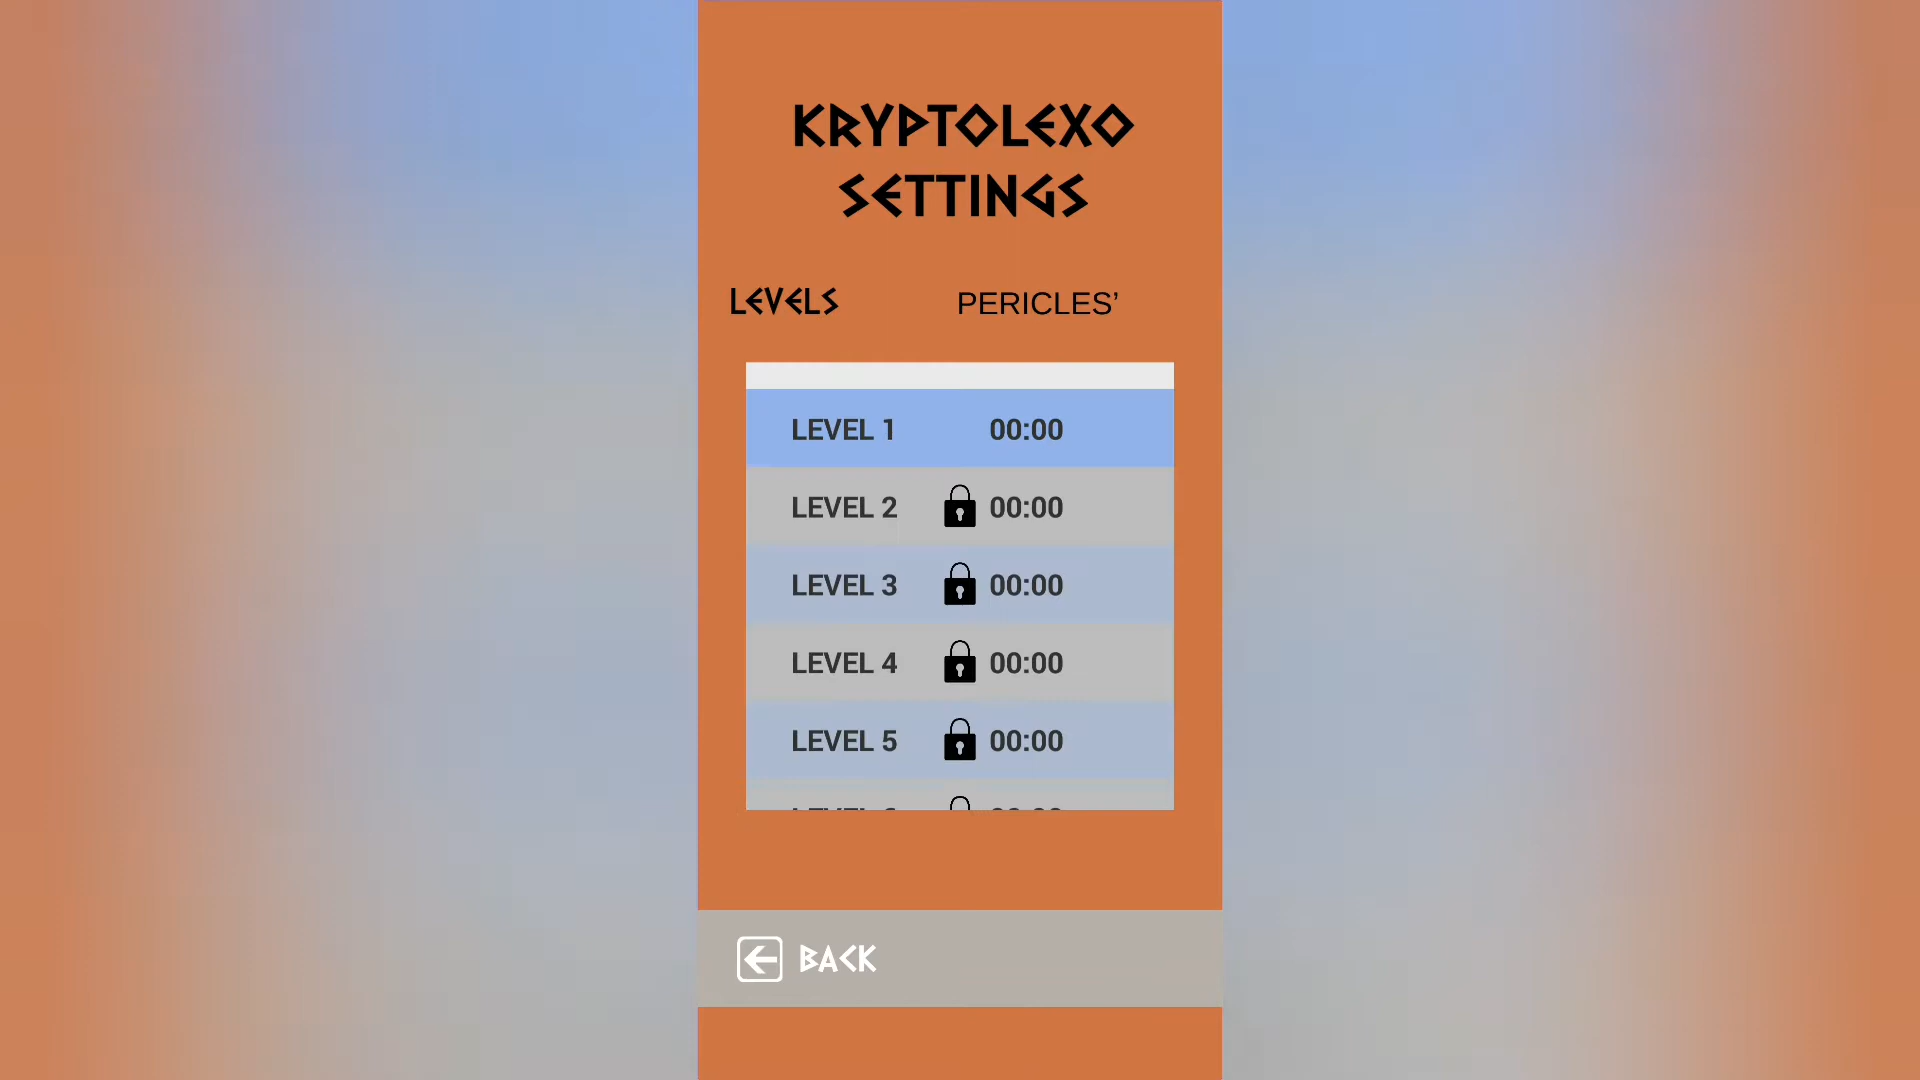 KRYPTOLEXO
SETTINGS
LEVELS PERICLES’
LEVEL 1 00:00
LEVEL 2 00:00
LEVEL 3 00:00
LEVEL 4 00:00
LEVEL 5 00:00
BACK